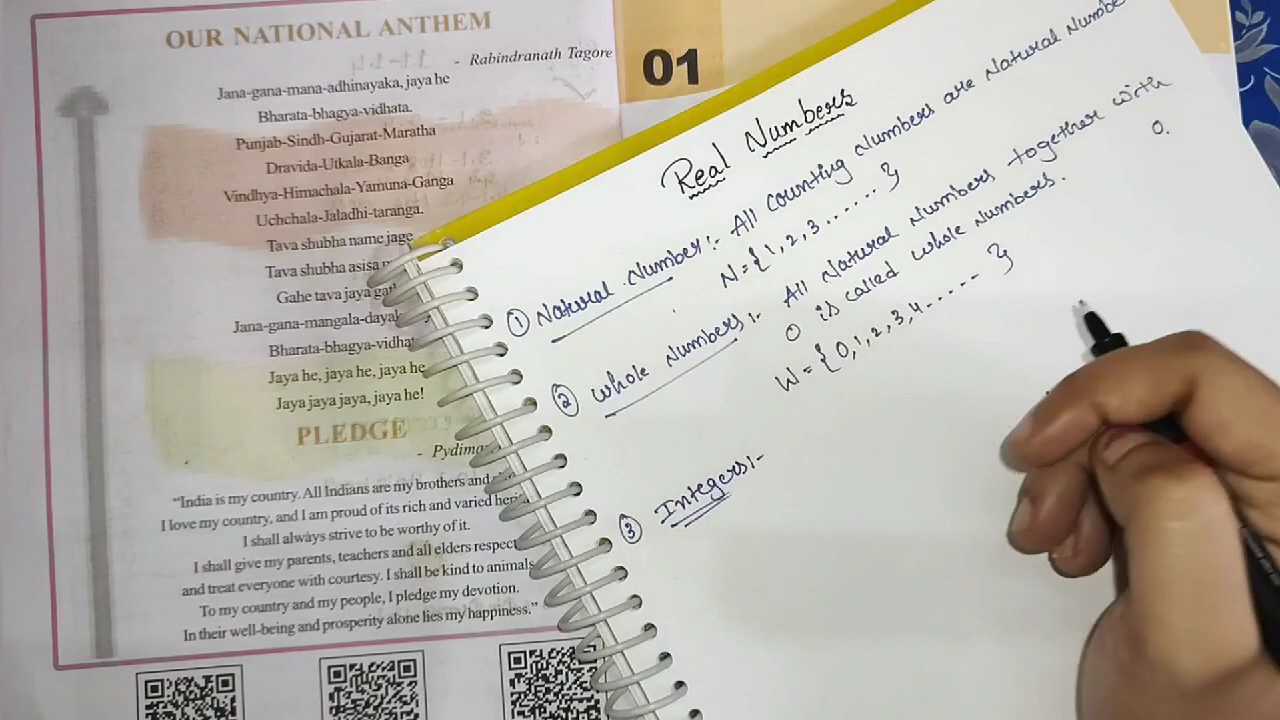 OUR NATIONAL ANTHEM
- Rabindranath Tagore
Jana-gana-mana-adhinayaka, jaya he
Bharata-bhagya-vidhata.
Punjab-Sindh-Gujarat-Maratha
Dravida-Utkala-Banga
Vindhya-Himachala-Yamuna-Ganga
Uchchala-Jaladhi-taranga.
Tava shubha name jage
Tava shubha asisa
Gahe tava jaya
Jana-gana-mangala-
Bharata-bhagya-
Jaya he, jaya he, jaya he
Jaya jaya jaya, jaya he!
PLEDGE
-
"India is my country. All Indians are my brothers and
I love my country, and I am proud of its rich and varied
I shall always strive to be worthy of it.
I shall give my parents, teachers and all elders
and treat everyone with courtesy. I shall be kind to animals
To my country and my people, I pledge my devotion.
In their well-being and prosperity alone lies my happiness."
01
Real Numbers
① Natural Number:- All counting Numbers are Natural
N={1,2,3......}
② Whole Numbers:- All Natural Numbers together with
0.
0 is called whole Numbers.
W={0,1,2,3,4.....}
③ Integers:-